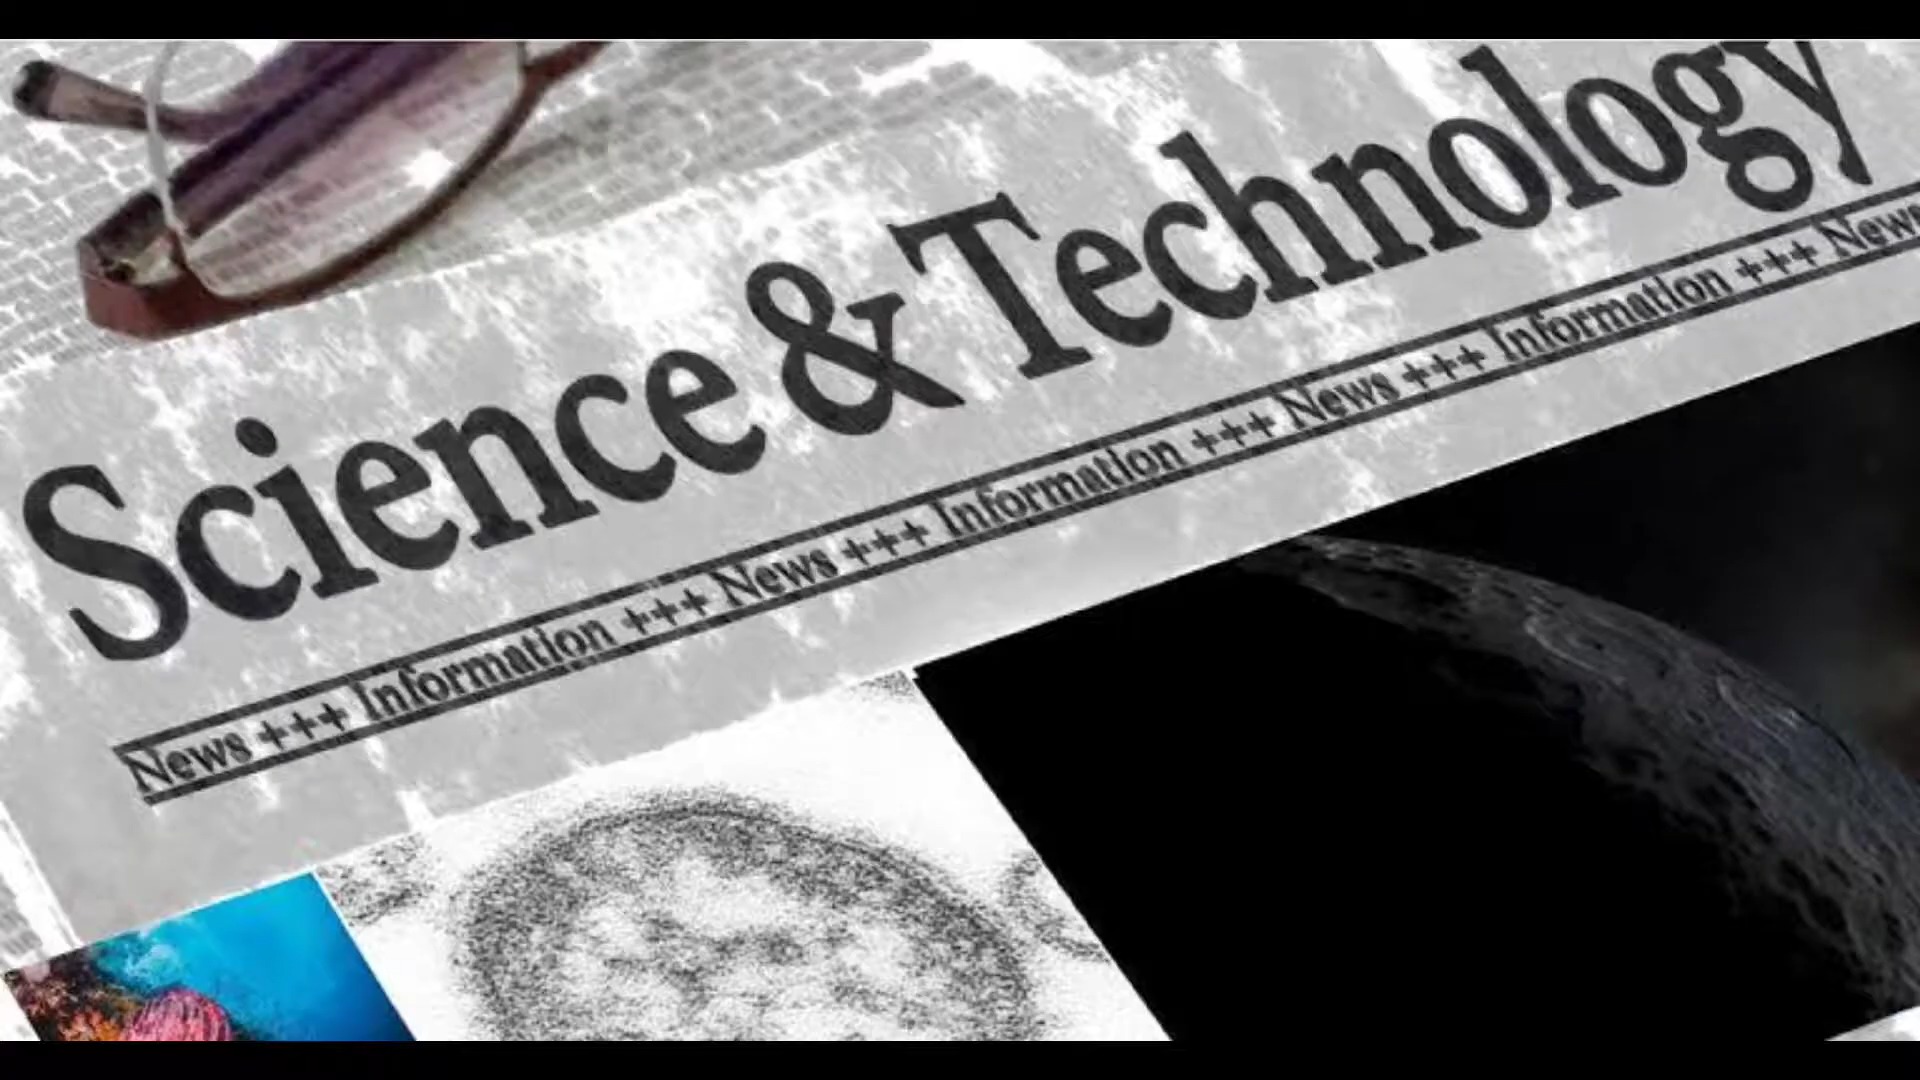 Science & Technology
News +++ Information +++ News +++ Information +++ News +++ Information +++ News